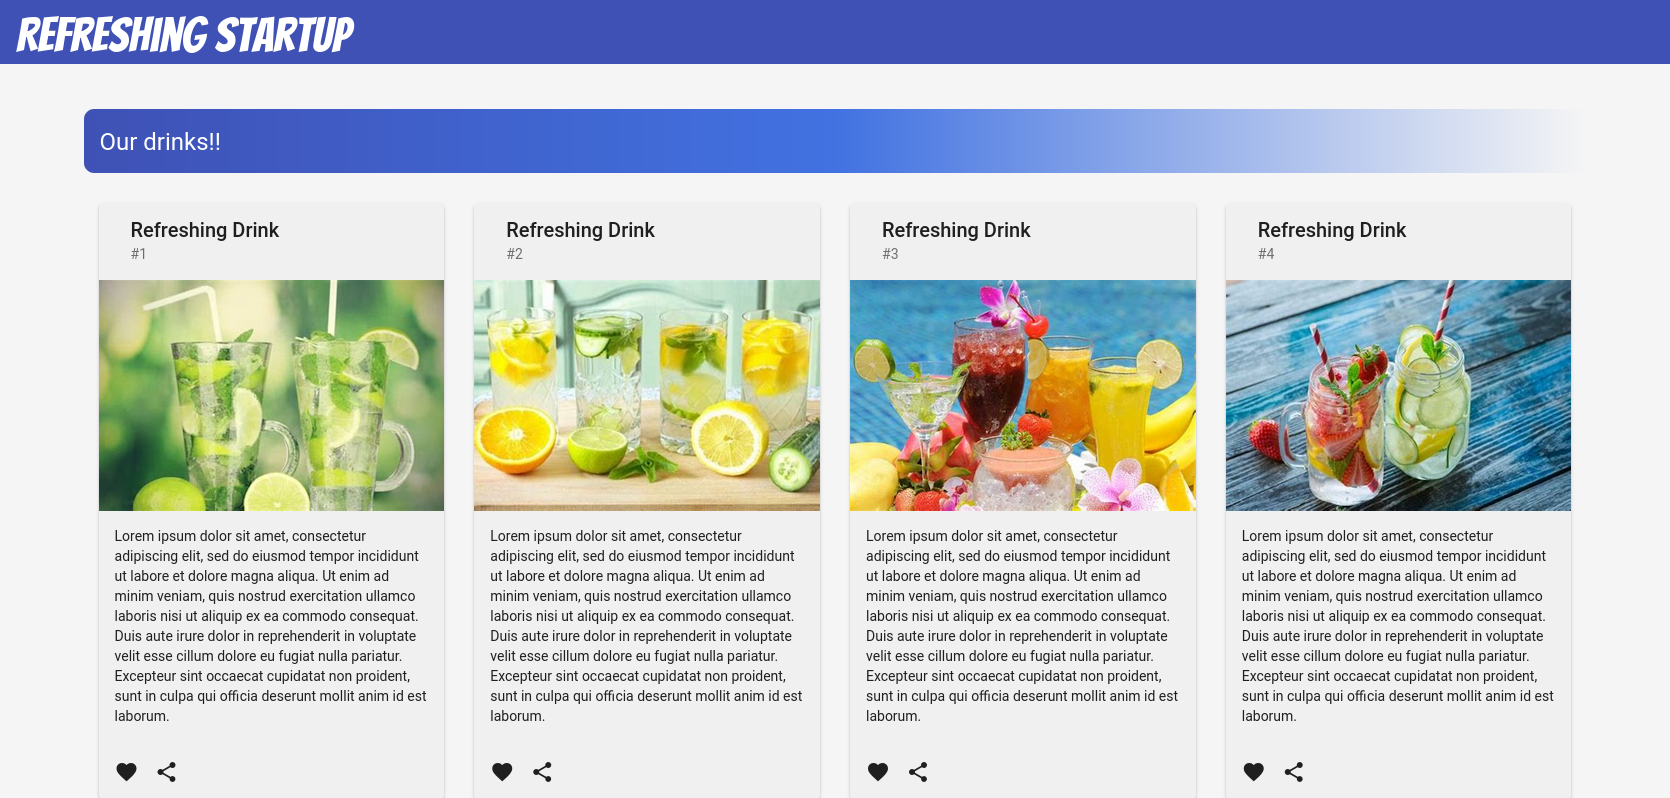 REFRESHING STARTUP
Our drinks!!
Refreshing Drink
#1
Lorem ipsum dolor sit amet, consectetur
adipiscing elit, sed do eiusmod tempor incididunt
ut labore et dolore magna aliqua. Ut enim ad
minim veniam, quis nostrud exercitation ullamco
laboris nisi ut aliquip ex ea commodo consequat.
Duis aute irure dolor in reprehenderit in voluptate
velit esse cillum dolore eu fugiat nulla pariatur.
Excepteur sint occaecat cupidatat non proident,
sunt in culpa qui officia deserunt mollit anim id est
laborum.
Refreshing Drink
#2
Lorem ipsum dolor sit amet, consectetur
adipiscing elit, sed do eiusmod tempor incididunt
ut labore et dolore magna aliqua. Ut enim ad
minim veniam, quis nostrud exercitation ullamco
laboris nisi ut aliquip ex ea commodo consequat.
Duis aute irure dolor in reprehenderit in voluptate
velit esse cillum dolore eu fugiat nulla pariatur.
Excepteur sint occaecat cupidatat non proident,
sunt in culpa qui officia deserunt mollit anim id est
laborum.
Refreshing Drink
#3
Lorem ipsum dolor sit amet, consectetur
adipiscing elit, sed do eiusmod tempor incididunt
ut labore et dolore magna aliqua. Ut enim ad
minim veniam, quis nostrud exercitation ullamco
laboris nisi ut aliquip ex ea commodo consequat.
Duis aute irure dolor in reprehenderit in voluptate
velit esse cillum dolore eu fugiat nulla pariatur.
Excepteur sint occaecat cupidatat non proident,
sunt in culpa qui officia deserunt mollit anim id est
laborum.
Refreshing Drink
#4
Lorem ipsum dolor sit amet, consectetur
adipiscing elit, sed do eiusmod tempor incididunt
ut labore et dolore magna aliqua. Ut enim ad
minim veniam, quis nostrud exercitation ullamco
laboris nisi ut aliquip ex ea commodo consequat.
Duis aute irure dolor in reprehenderit in voluptate
velit esse cillum dolore eu fugiat nulla pariatur.
Excepteur sint occaecat cupidatat non proident,
sunt in culpa qui officia deserunt mollit anim id est
laborum.